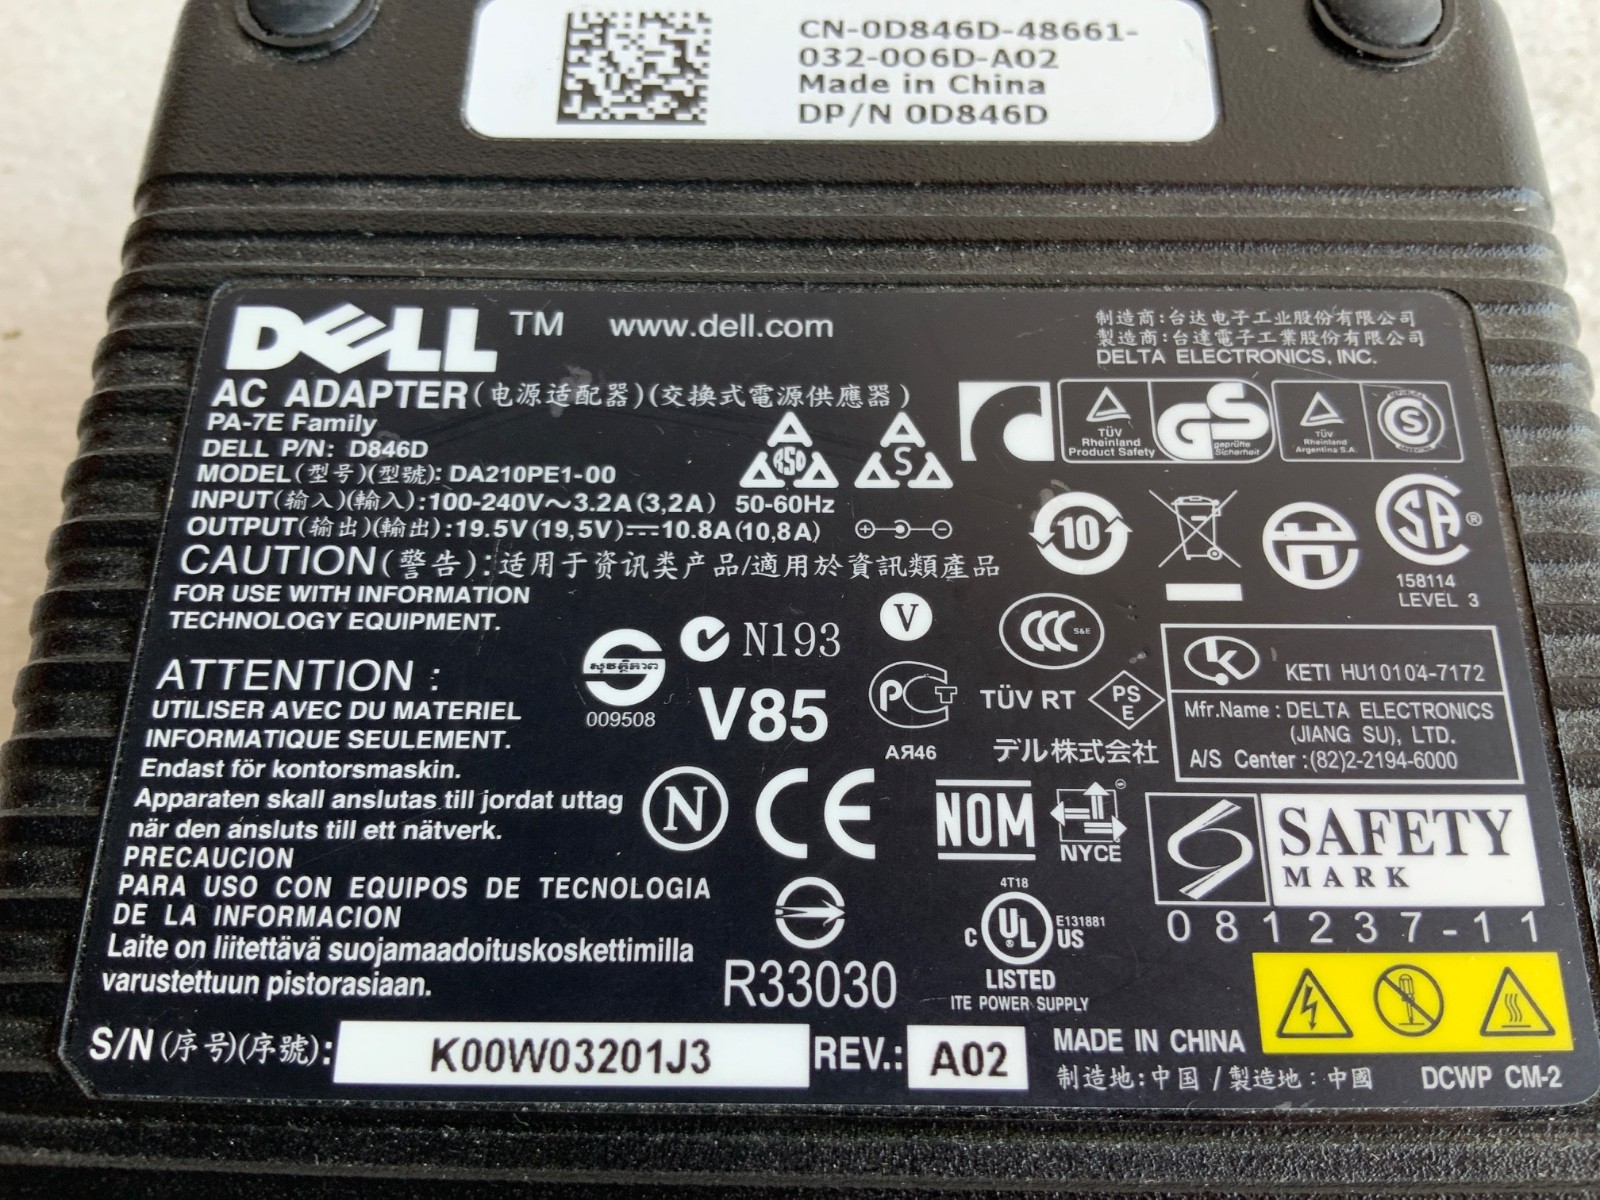 CN-0D846D-48661-
032-0O6D-A02
Made in China
DP/N 0D846D
DELL TM www.dell.com
制造商:台达电子工业股份有限公司
製造商:台達電子工業股份有限公司
DELTA ELECTRONICS, INC.
AC ADAPTER(电源适配器)(交換式電源供應器)
PA-7E Family
DELL P/N: D846D
MODEL(型号)(型號): DA210PE1-00
INPUT(输入)(輸入):100-240V～3.2A(3,2A) 50-60Hz
OUTPUT(输出)(輸出):19.5V(19,5V)⎓10.8A(10,8A)
CAUTION(警告):适用于资讯类产品/適用於資訊類產品
FOR USE WITH INFORMATION
TECHNOLOGY EQUIPMENT.
ATTENTION :
UTILISER AVEC DU MATERIEL
INFORMATIQUE SEULEMENT.
Endast för kontorsmaskin.
Apparaten skall anslutas till jordat uttag
när den ansluts till ett nätverk.
PRECAUCION
PARA USO CON EQUIPOS DE TECNOLOGIA
DE LA INFORMACION
Laite on liitettävä suojamaadoituskoskettimilla
varustettuun pistorasiaan.
RSO
S
TÜV
Rheinland
Product Safety
GS
geprüfte
Sicherheit
TÜV
Rheinland
Argentina S.A.
S
10
SA ®
158114
LEVEL 3
009508
N193
V
V85
CCC S&E
PCT
АЯ46
TÜV RT
PS
E
デル株式会社
KETI HU10104-7172
Mfr.Name : DELTA ELECTRONICS
(JIANG SU), LTD.
A/S Center :(82)2-2194-6000
N
CE
NOM
NYCE
SAFETY
MARK
081237-11
R33030
4T18
c UL ® US
E131881
LISTED
ITE POWER SUPPLY
S/N(序号)(序號): K00W03201J3 REV.: A02
MADE IN CHINA
制造地:中国 / 製造地:中國 DCWP CM-2